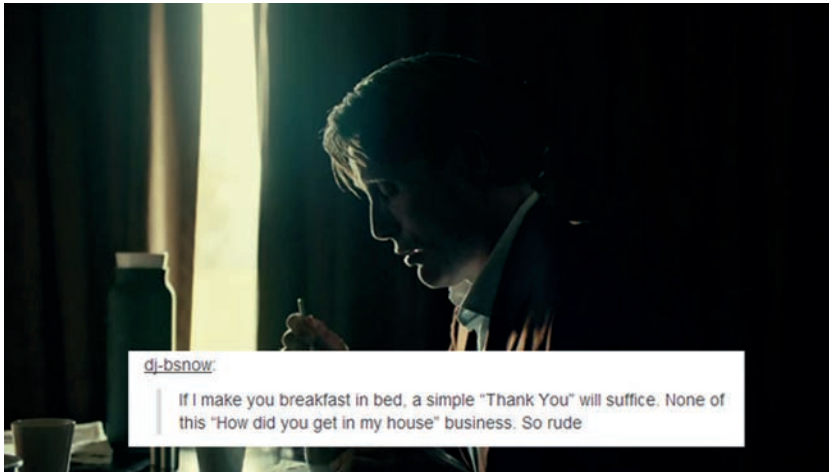 dj-bsnow:
If I make you breakfast in bed, a simple “Thank You” will suffice. None of
this “How did you get in my house” business. So rude